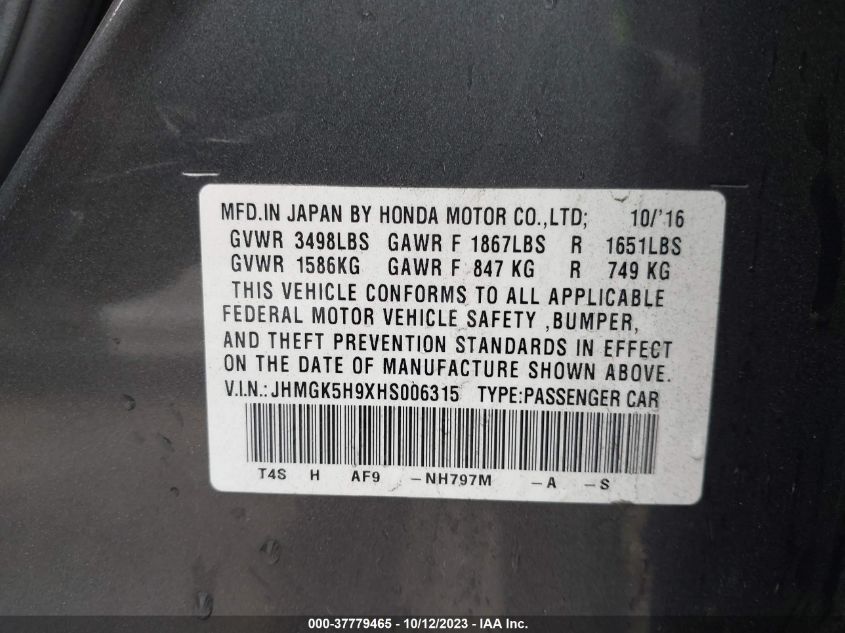 MFD.IN JAPAN BY HONDA MOTOR CO.,LTD; 10/'16
GVWR 3498LBS GAWR F 1867LBS R 1651LBS
GVWR 1586KG GAWR F 847 KG R 749 KG
THIS VEHICLE CONFORMS TO ALL APPLICABLE
FEDERAL MOTOR VEHICLE SAFETY ,BUMPER,
AND THEFT PREVENTION STANDARDS IN EFFECT
ON THE DATE OF MANUFACTURE SHOWN ABOVE.
V.I.N.: JHMGK5H9XHS006315 TYPE:PASSENGER CAR
T4S H AF9 -NH797M -A -S
000-37779465 - 10/12/2023 - IAA Inc.